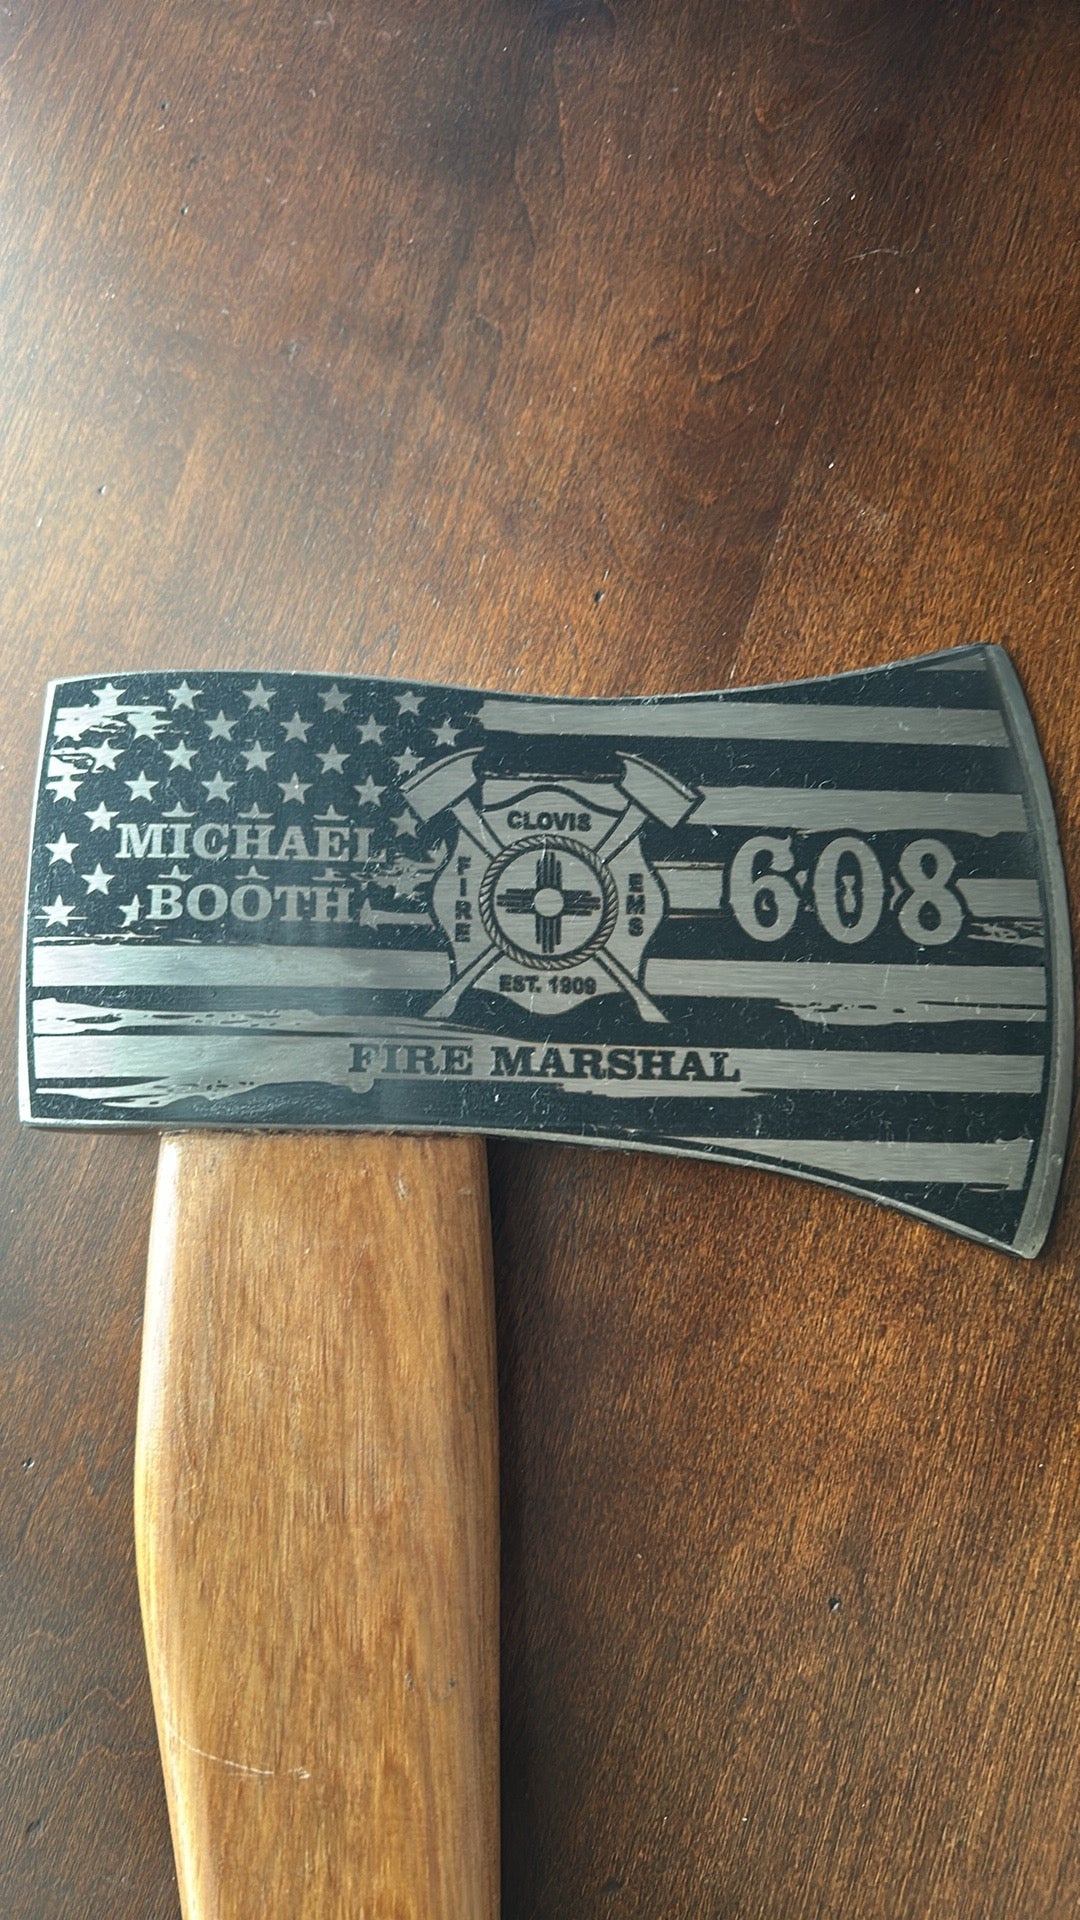 MICHAEL
BOOTH
CLOVIS
FIRE
EMS
EST. 1909
608
FIRE MARSHAL